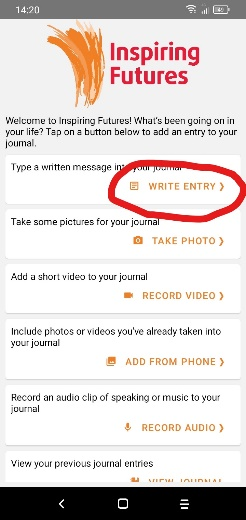 14:20
Inspiring
Futures
Welcome to Inspiring Futures! What's been going on in
your life? Tap on a button below to add an entry to your
journal.
Type a written message into your journal
WRITE ENTRY
Take some pictures for your journal
TAKE PHOTO
Add a short video to your journal
RECORD VIDEO
Include photos or videos you've already taken into
your journal
ADD FROM PHONE
Record an audio clip of speaking or music to your
journal
RECORD AUDIO
View your previous journal entries
VIEW JOURNAL